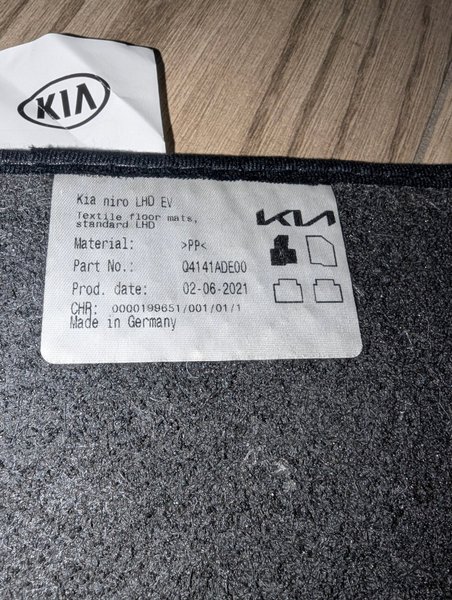 KIA
Kia niro LHD EV
KIA
Textile floor mats,
standard LHD
Material: >PP<
Part No.: Q4141ADE00
Prod. date: 02-06-2021
CHR: 0000199651/001/01/1
Made in Germany